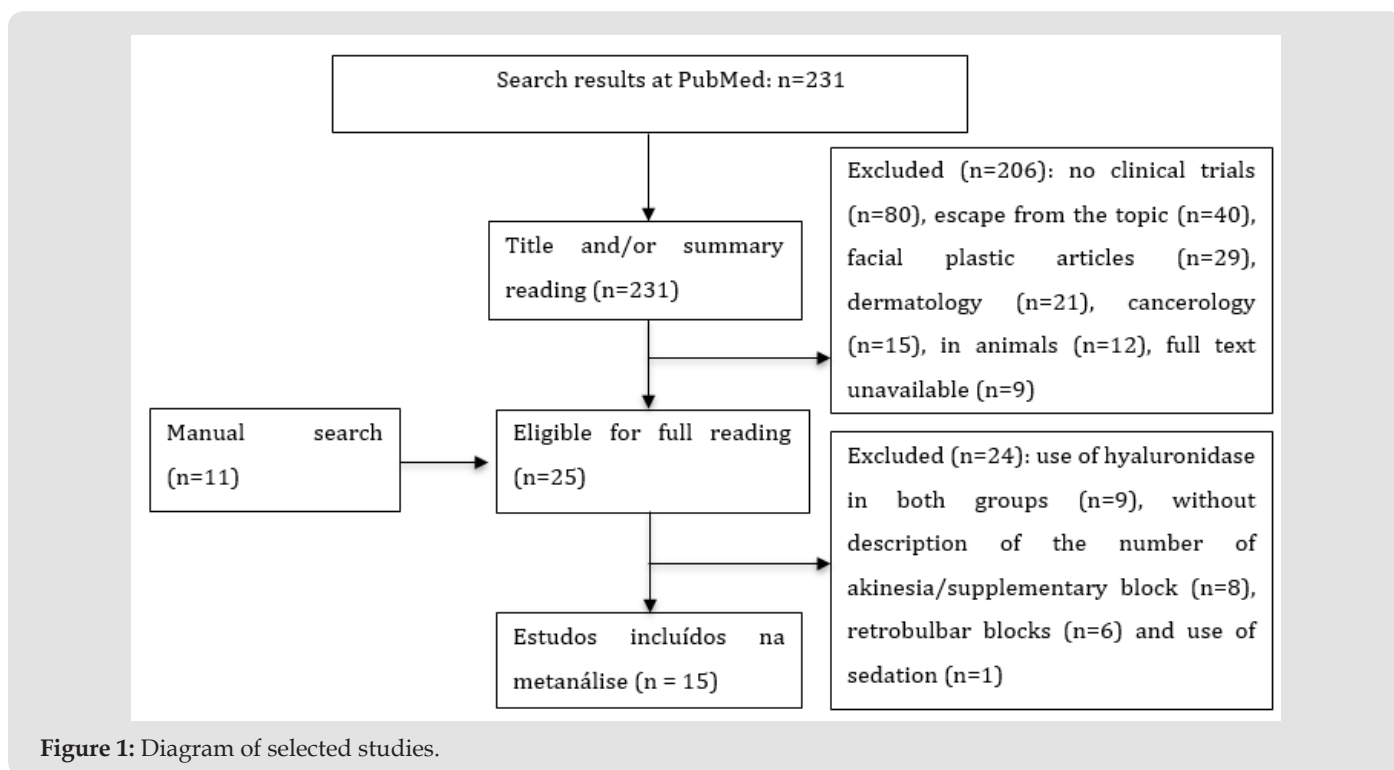 Search results at PubMed: n=231
Title and/or summary
reading (n=231)
Excluded (n=206): no clinical trials
(n=80), escape from the topic (n=40),
facial plastic articles (n=29),
dermatology (n=21), cancerology
(n=15), in animals (n=12), full text
unavailable (n=9)
Manual search
(n=11)
Eligible for full reading
(n=25)
Excluded (n=24): use of hyaluronidase
in both groups (n=9), without
description of the number of
akinesia/supplementary block (n=8),
retrobulbar blocks (n=6) and use of
sedation (n=1)
Estudos incluídos na
metanálise (n = 15)
Figure 1: Diagram of selected studies.